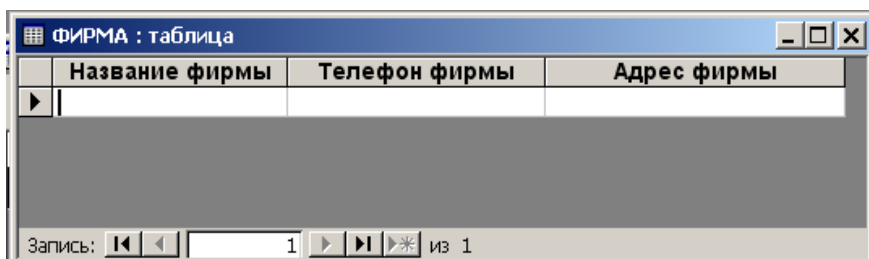 ФИРМА : таблица
Название фирмы Телефон фирмы Адрес фирмы
Запись: 1 из 1